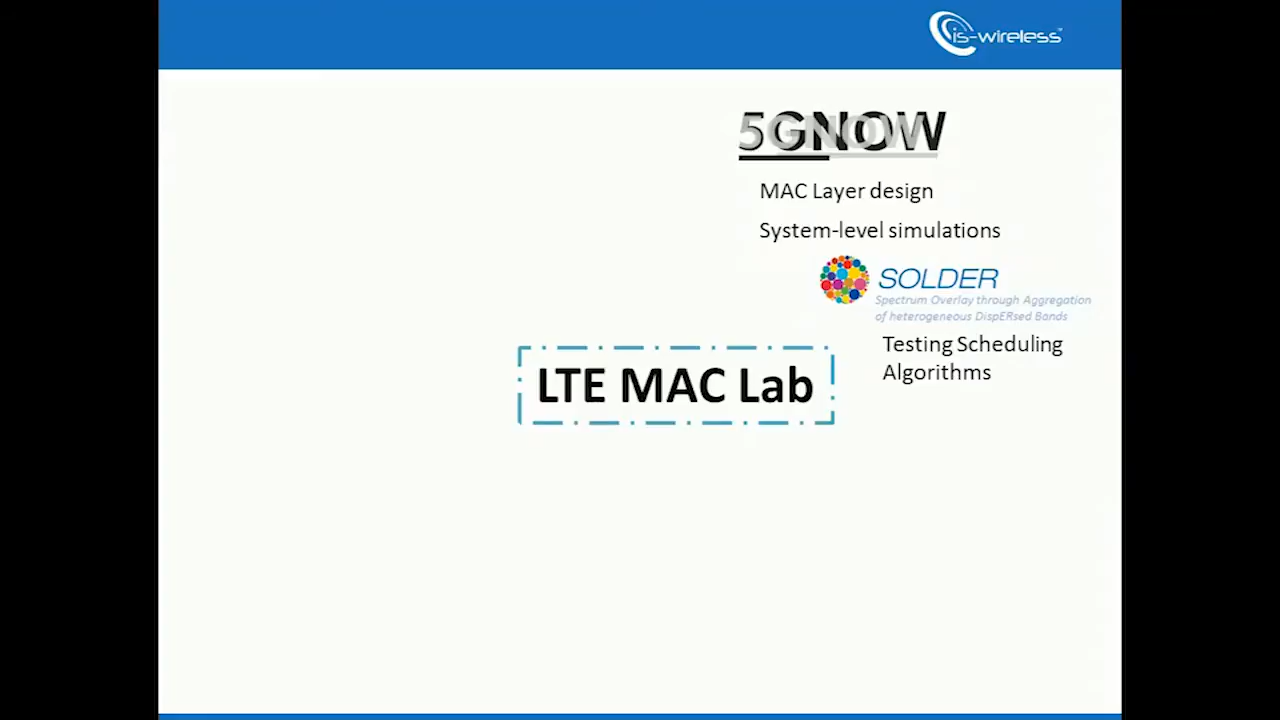 is-wireless™
5GNOW
MAC Layer design
System-level simulations
SOLDER
Spectrum Overlay through Aggregation
of heterogeneous DispERsed Bands
Testing Scheduling
Algorithms
LTE MAC Lab